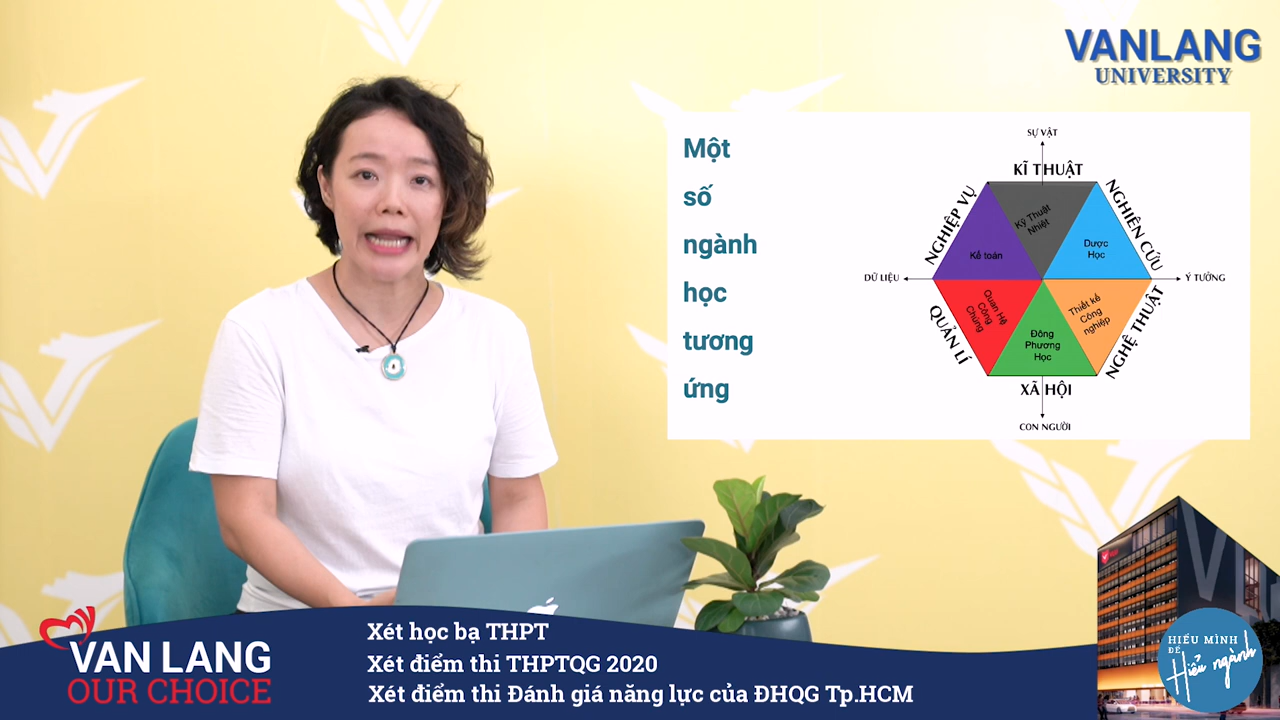 VANLANG
UNIVERSITY
Một
số
ngành
học
tương
ứng
SỰ VẬT
KĨ THUẬT
NGHIỆP VỤ
NGHIÊN CỨU
Kỹ Thuật
Nhiệt
Kế toán
Dược
Học
DỮ LIỆU
Ý TƯỞNG
Quan Hệ
Công
Chúng
Thiết kế
Công
nghiệp
Đông
Phương
Học
QUẢN LÍ
NGHỆ THUẬT
XÃ HỘI
CON NGƯỜI
VAN LANG
OUR CHOICE
Xét học bạ THPT
Xét điểm thi THPTQG 2020
Xét điểm thi Đánh giá năng lực của ĐHQG Tp.HCM
HIỂU MÌNH
ĐỂ
Hiểu ngành